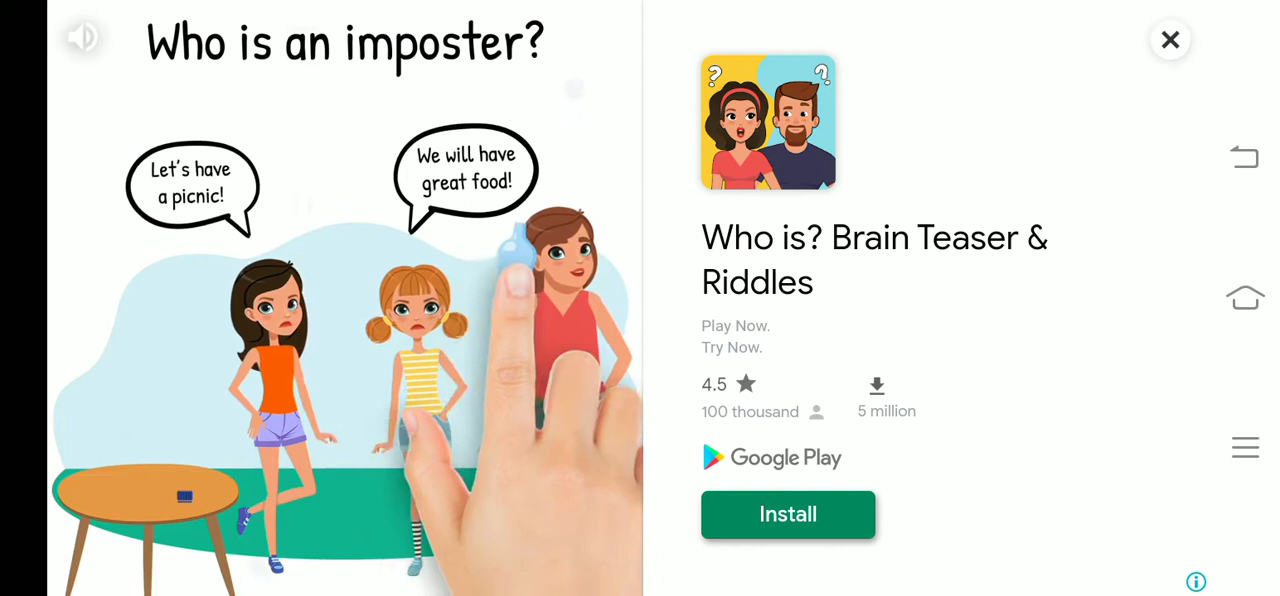 Who is an imposter?
Let's have
a picnic!
We will have
great food!
Who is? Brain Teaser &
Riddles
Play Now.
Try Now.
4.5
100 thousand
5 million
Google Play
Install